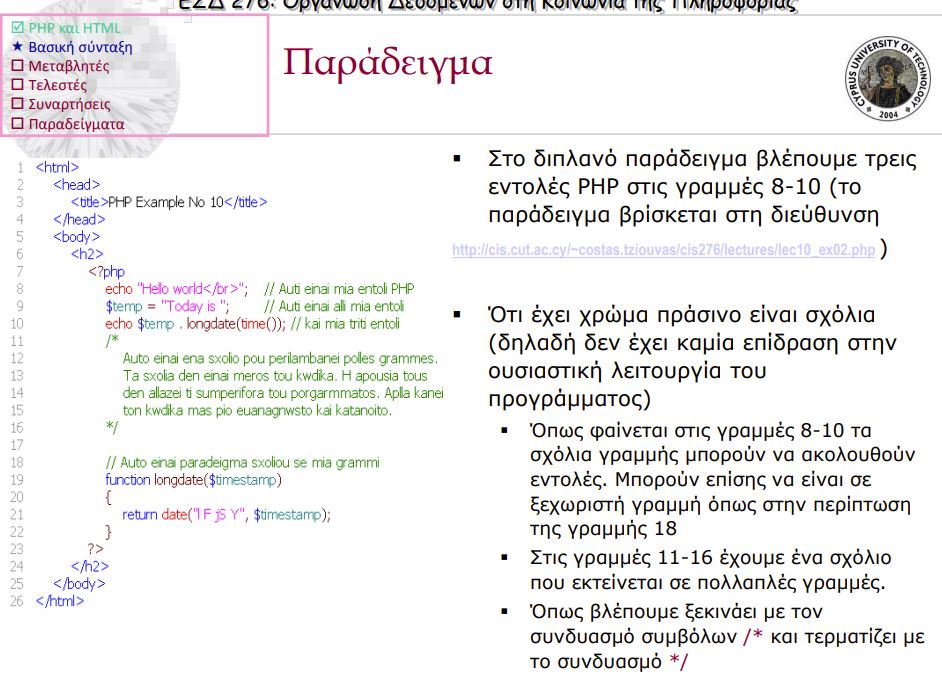 ΕΣΔ 276: Οργάνωση Δεδομένων στη Κοινωνία της Πληροφορίας
PHP και HTML
Βασική σύνταξη
Μεταβλητές
Τελεστές
Συναρτήσεις
Παραδείγματα
Παράδειγμα
CYPRUS UNIVERSITY OF TECHNOLOGY
2004
1 <html>
2 <head>
3 <title>PHP Example No 10</title>
4 </head>
5 <body>
6 <h2>
7 <?php
8 echo "Hello world</br>"; // Auti einai mia entoli PHP
9 $temp = "Today is "; // Auti einai alli mia entoli
10 echo $temp . longdate(time()); // kai mia triti entoli
11 /*
12 Auto einai ena sxolio pou perilambanei polles grammes.
13 Ta sxolia den einai meros tou kwdika. H apousia tous
14 den allazei ti sumperifora tou porgarmmatos. Aplla kanei
15 ton kwdika mas pio euanagnwsto kai katanoito.
16 */
17
18 // Auto einai paradeigma sxoliou se mia grammi
19 function longdate($timestamp)
20 {
21 return date("l F jS Y", $timestamp);
22 }
23 ?>
24 </h2>
25 </body>
26 </html>
▪ Στο διπλανό παράδειγμα βλέπουμε τρεις
εντολές PHP στις γραμμές 8-10 (το
παράδειγμα βρίσκεται στη διεύθυνση
http://cis.cut.ac.cy/~costas.tziouvas/cis276/lectures/lec10_ex02.php )
▪ Ότι έχει χρώμα πράσινο είναι σχόλια
(δηλαδή δεν έχει καμία επίδραση στην
ουσιαστική λειτουργία του
προγράμματος)
▪ Όπως φαίνεται στις γραμμές 8-10 τα
σχόλια γραμμής μπορούν να ακολουθούν
εντολές. Μπορούν επίσης να είναι σε
ξεχωριστή γραμμή όπως στην περίπτωση
της γραμμής 18
▪ Στις γραμμές 11-16 έχουμε ένα σχόλιο
που εκτείνεται σε πολλαπλές γραμμές.
▪ Όπως βλέπουμε ξεκινάει με τον
συνδυασμό συμβόλων /* και τερματίζει με
το συνδυασμό */